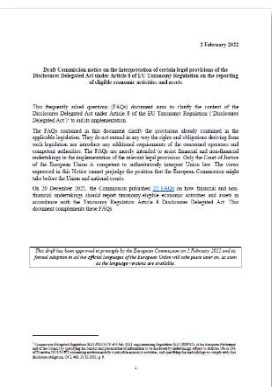 2 February 2022
Draft Commission notice on the interpretation of certain legal provisions of the
Disclosures Delegated Act under Article 8 of EU Taxonomy Regulation on the reporting
of eligible economic activities and assets
This frequently asked questions (FAQs) document aims to clarify the content of the
Disclosures Delegated Act under Article 8 of the EU Taxonomy Regulation ('Disclosures
Delegated Act')¹ to aid its implementation.
The FAQs contained in this document clarify the provisions already contained in the
applicable legislation. They do not extend in any way the rights and obligations deriving from
such legislation nor introduce any additional requirements for the concerned operators and
competent authorities. The FAQs are merely intended to assist financial and non-financial
undertakings in the implementation of the relevant legal provisions. Only the Court of Justice
of the European Union is competent to authoritatively interpret Union law. The views
expressed in this Notice cannot prejudge the position that the European Commission might
take before the Union and national courts.
On 20 December 2021, the Commission published 22 FAQs on how financial and non-
financial undertakings should report taxonomy-eligible economic activities and assets in
accordance with the Taxonomy Regulation Article 8 Disclosures Delegated Act. This
document complements these FAQs.
This draft has been approved in principle by the European Commission on 2 February 2022 and its
formal adoption in all the official languages of the European Union will take place later on, as soon
as the language versions are available.